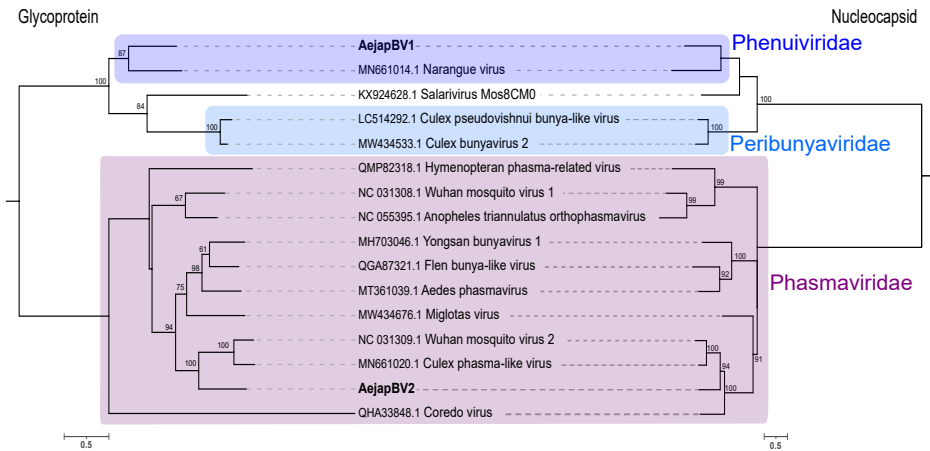 Glycoprotein
Nucleocapsid
87
AejapBV1
Phenuiviridae
MN661014.1 Narangue virus
100
KX924628.1 Salarivirus Mos8CM0
100
84
LC514292.1 Culex pseudovishnui bunya-like virus
100
100
MW434533.1 Culex bunyavirus 2
Peribunyaviridae
QMP82318.1 Hymenopteran phasma-related virus
99
67
NC 031308.1 Wuhan mosquito virus 1
99
NC 055395.1 Anopheles triannulatus orthophasmavirus
61
MH703046.1 Yongsan bunyavirus 1
100
98
QGA87321.1 Flen bunya-like virus
92
Phasmaviridae
75
MT361039.1 Aedes phasmavirus
MW434676.1 Miglotas virus
94
NC 031309.1 Wuhan mosquito virus 2
100
100
91
MN661020.1 Culex phasma-like virus
94
100
AejapBV2
100
QHA33848.1 Coredo virus
0.5
0.5